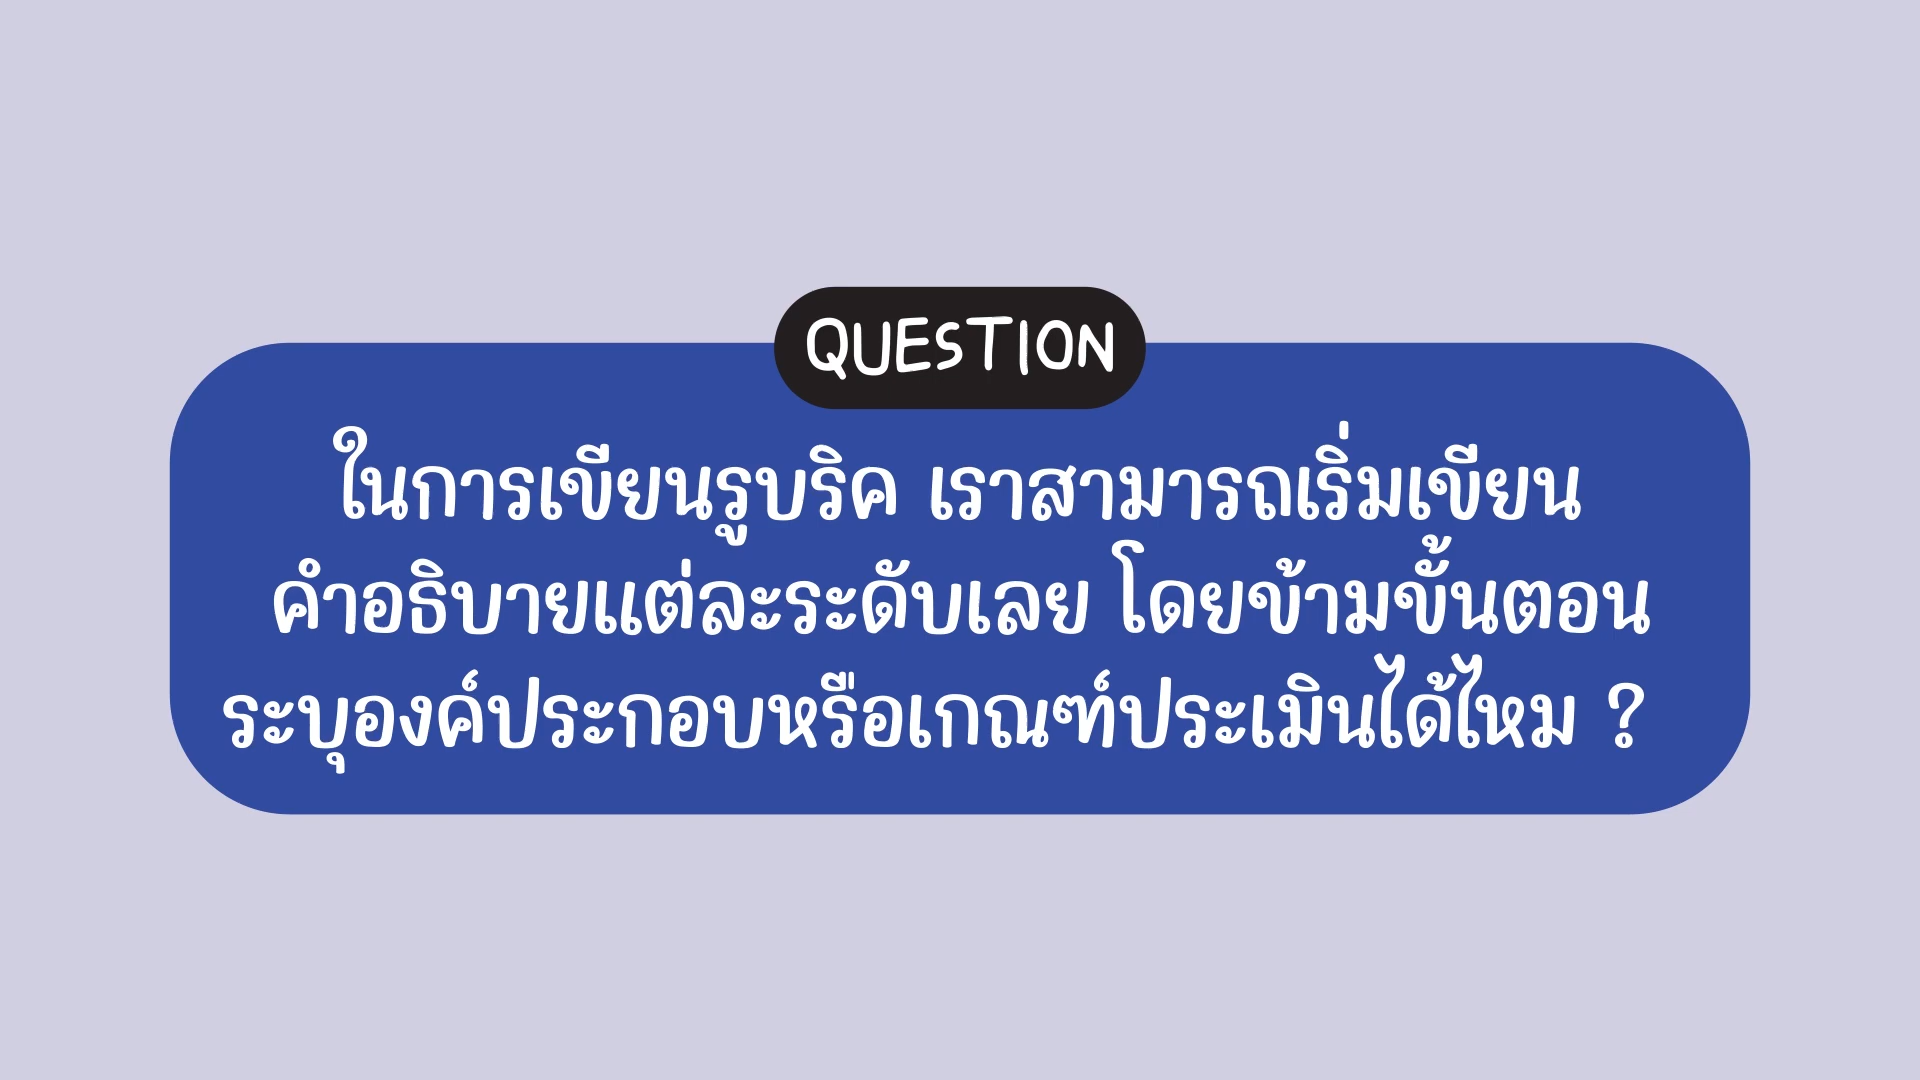 QUESTION
ในการเขียนรูบริค เราสามารถเริ่มเขียน
คำอธิบายแต่ละระดับเลย โดยข้ามขั้นตอน
ระบุองค์ประกอบหรือเกณฑ์ประเมินได้ไหม ?